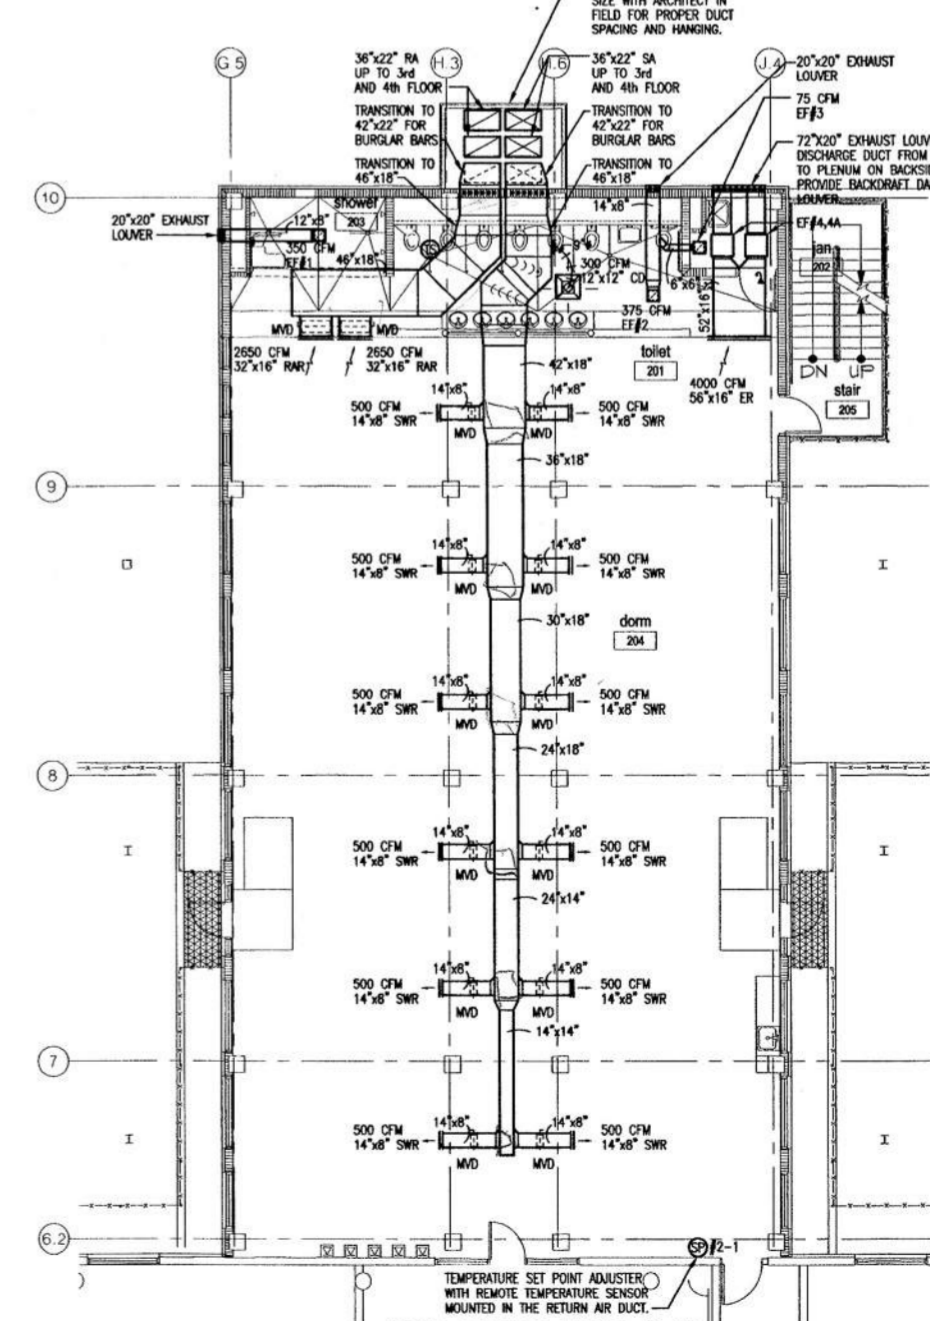 SIZE WITH ARCHITECT IN
FIELD FOR PROPER DUCT
SPACING AND HANGING.
G.5
H.3
H.6
J.4
36"x22" RA
UP TO 3rd
AND 4th FLOOR
36"x22" SA
UP TO 3rd
AND 4th FLOOR
20"x20" EXHAUST
LOUVER
75 CFM
EF#3
TRANSITION TO
42"x22" FOR
BURGLAR BARS
TRANSITION TO
42"x22" FOR
BURGLAR BARS
72"X20" EXHAUST LOUV
DISCHARGE DUCT FROM
TO PLENUM ON BACKSI
PROVIDE BACKDRAFT DA
LOUVER
TRANSITION TO
46"x18"
TRANSITION TO
46"x18"
10
20"x20" EXHAUST
LOUVER
shower
203
12"x8"
350 CFM
EF#1
46"x18"
14"x8"
EF#4,4A
jan
202
9"
300 CFM
12"x12" CD
6"x6"
375 CFM
EF#2
52"x16"
2
MVD
MVD
2650 CFM
32"x16" RAR
2650 CFM
32"x16" RAR
42"x18"
toilet
201
4000 CFM
56"x16" ER
DN
UP
stair
205
14"x8"
14"x8"
500 CFM
14"x8" SWR
MVD
MVD
500 CFM
14"x8" SWR
36"x18"
9
14"x8"
14"x8"
500 CFM
14"x8" SWR
MVD
MVD
500 CFM
14"x8" SWR
30"x18"
dorm
204
14"x8"
14"x8"
500 CFM
14"x8" SWR
MVD
MVD
500 CFM
14"x8" SWR
24"x18"
8
14"x8"
14"x8"
500 CFM
14"x8" SWR
MVD
MVD
500 CFM
14"x8" SWR
24"x14"
14"x8"
14"x8"
500 CFM
14"x8" SWR
MVD
MVD
500 CFM
14"x8" SWR
14"x14"
7
14"x8"
14"x8"
500 CFM
14"x8" SWR
MVD
MVD
500 CFM
14"x8" SWR
6.2
SP #2-1
TEMPERATURE SET POINT ADJUSTER
WITH REMOTE TEMPERATURE SENSOR
MOUNTED IN THE RETURN AIR DUCT.